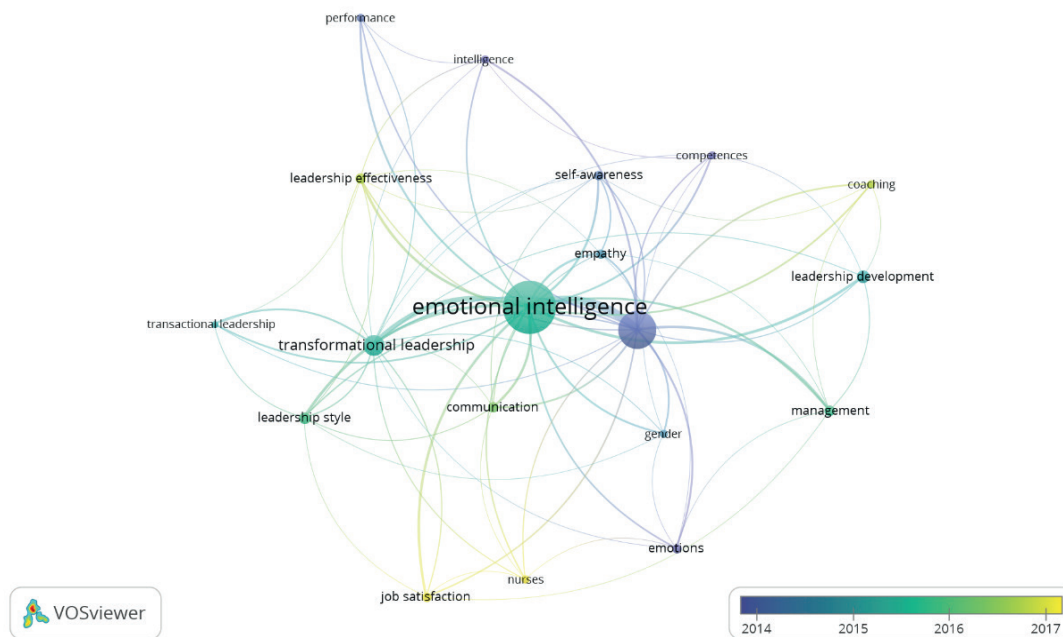 performance
intelligence
competences
self-awareness
leadership effectiveness
coaching
empathy
leadership development
emotional intelligence
transactional leadership
transformational leadership
communication
leadership style
management
gender
emotions
nurses
job satisfaction
VOSviewer
2014 2015 2016 2017